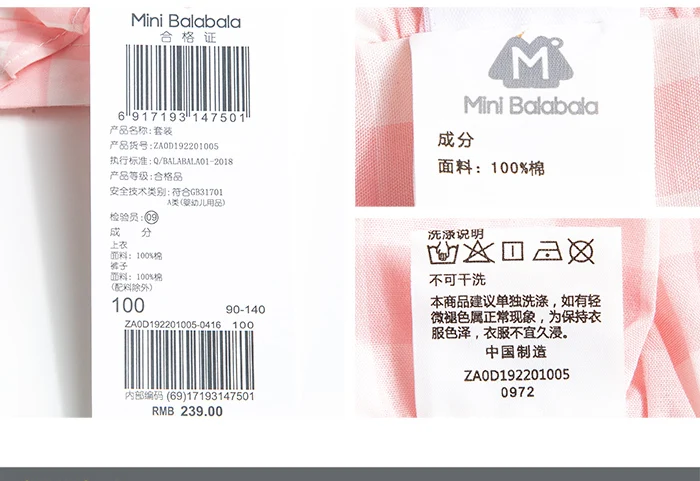 Mini Balabala
合格证
6 917193 147501
产品名称: 套装
产品货号: ZA0D192201005
执行标准: Q/BALABALA01-2018
产品等级: 合格品
安全技术类别: 符合GB31701
A类(婴幼儿用品)
检验员: 09
成 分
上衣
面料: 100%棉
裤子
面料: 100%棉
(配料除外)
100 90-140
ZA0D192201005-0416 100
内部编码 (69)17193147501
RMB 239.00
M
Mini Balabala
成分
面料: 100%棉
洗涤说明
不可干洗
本商品建议单独洗涤, 如有轻
微褪色属正常现象, 为保持衣
服色泽, 衣服不宜久浸。
中国制造
ZA0D192201005
0972